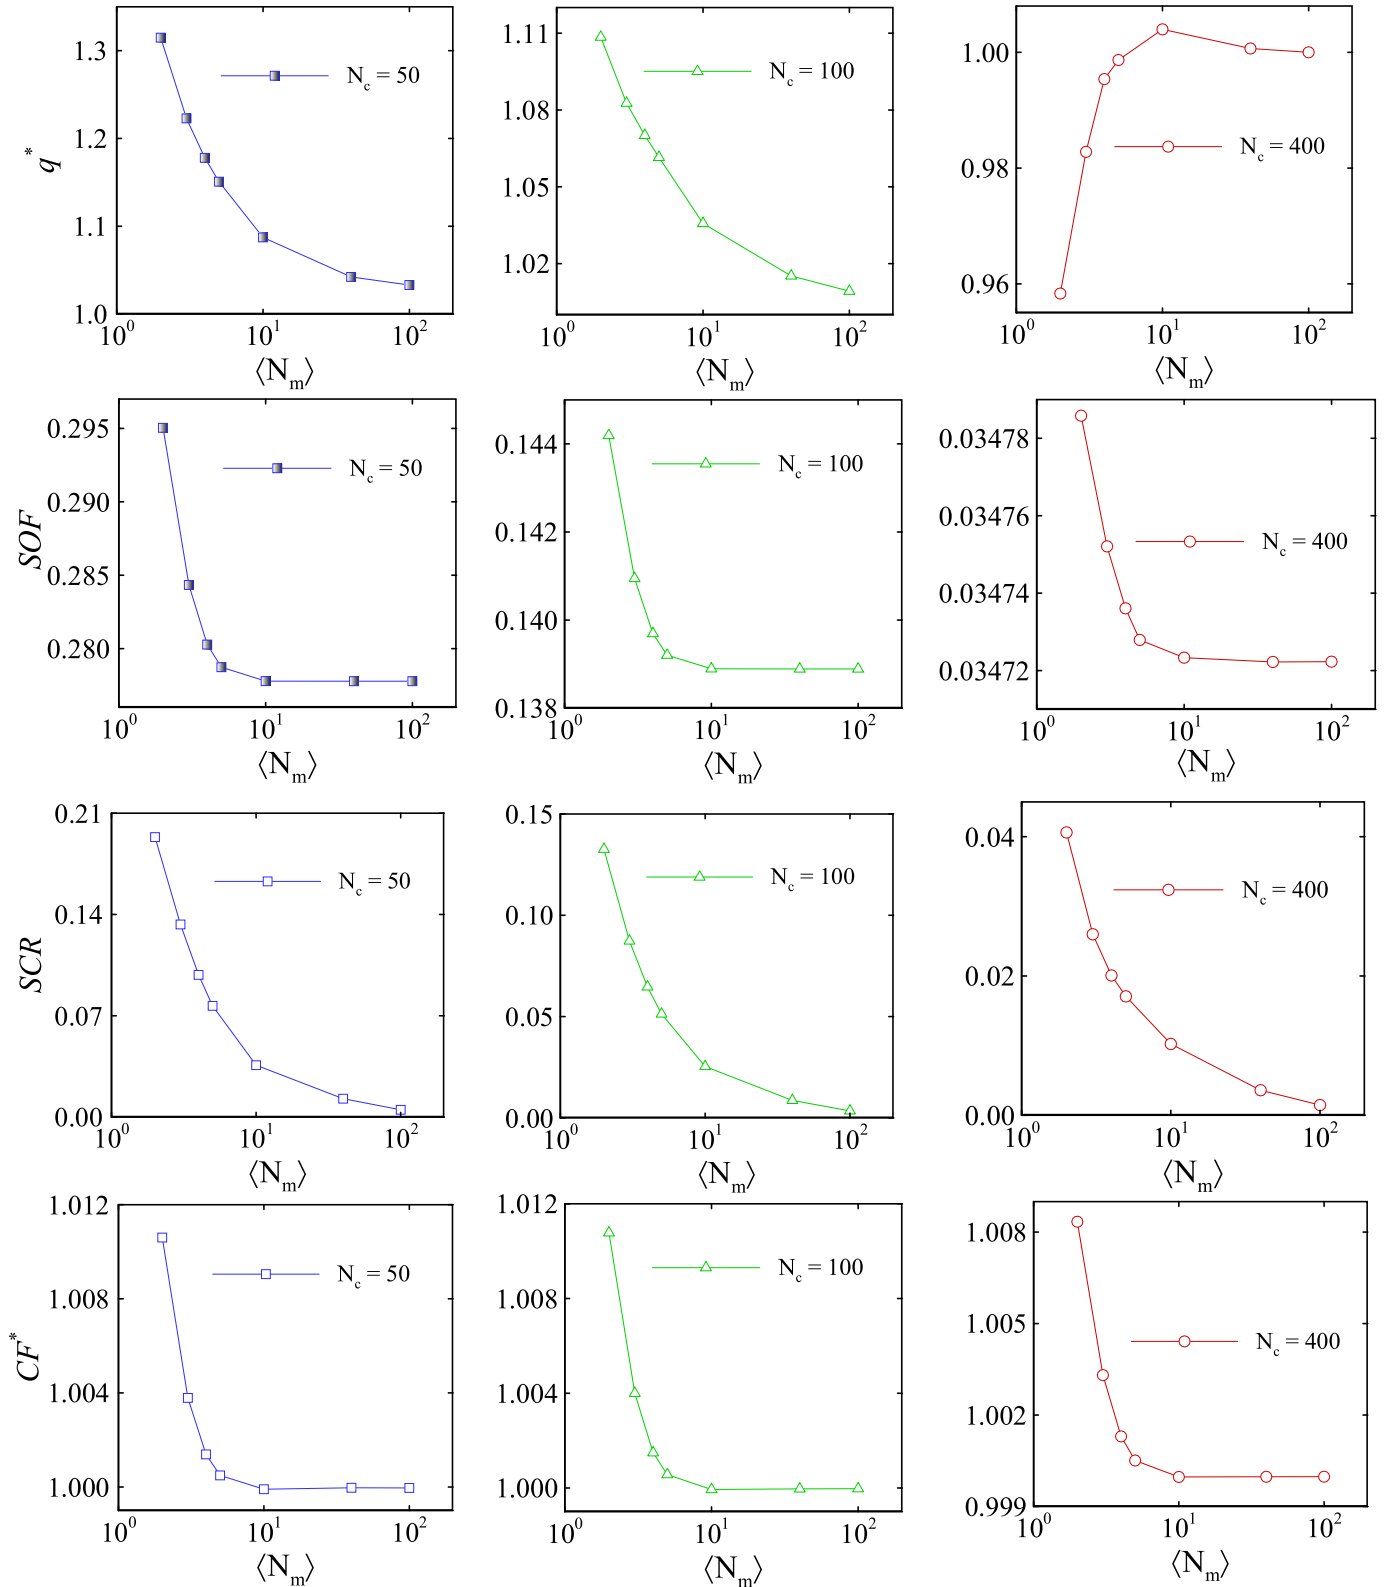 q*
1.3
1.2
1.1
1.0
N_c = 50
10^0 10^1 10^2
⟨N_m⟩
1.11
1.08
1.05
1.02
N_c = 100
10^0 10^1 10^2
⟨N_m⟩
1.00
0.98
0.96
N_c = 400
10^0 10^1 10^2
⟨N_m⟩
SOF
0.295
0.290
0.285
0.280
N_c = 50
10^0 10^1 10^2
⟨N_m⟩
0.144
0.142
0.140
0.138
N_c = 100
10^0 10^1 10^2
⟨N_m⟩
0.03478
0.03476
0.03474
0.03472
N_c = 400
10^0 10^1 10^2
⟨N_m⟩
SCR
0.21
0.14
0.07
0.00
N_c = 50
10^0 10^1 10^2
⟨N_m⟩
0.15
0.10
0.05
0.00
N_c = 100
10^0 10^1 10^2
⟨N_m⟩
0.04
0.02
0.00
N_c = 400
10^0 10^1 10^2
⟨N_m⟩
CF*
1.012
1.008
1.004
1.000
N_c = 50
10^0 10^1 10^2
⟨N_m⟩
1.012
1.008
1.004
1.000
N_c = 100
10^0 10^1 10^2
⟨N_m⟩
1.008
1.005
1.002
0.999
N_c = 400
10^0 10^1 10^2
⟨N_m⟩